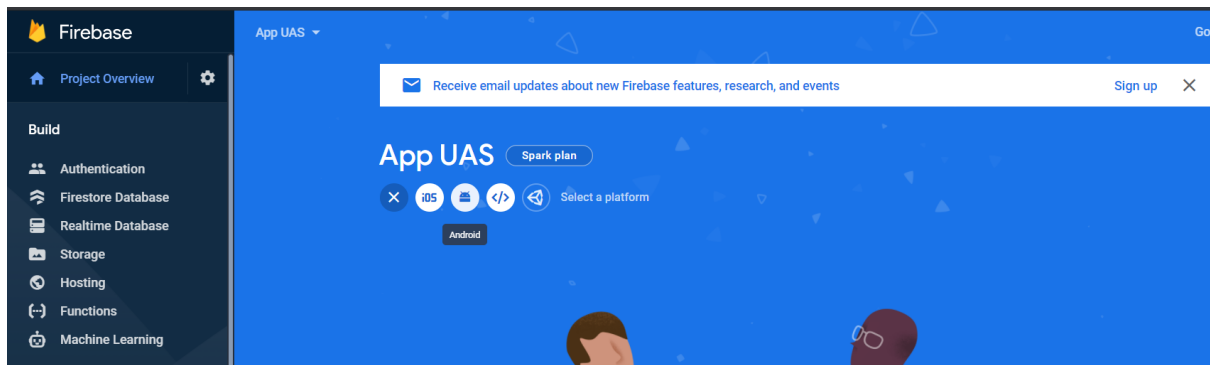 Firebase
App UAS
Go
Project Overview
Receive email updates about new Firebase features, research, and events
Sign up
Build
App UAS
Spark plan
Authentication
Firestore Database
Realtime Database
Storage
Hosting
Functions
Machine Learning
iOS
Select a platform
Android